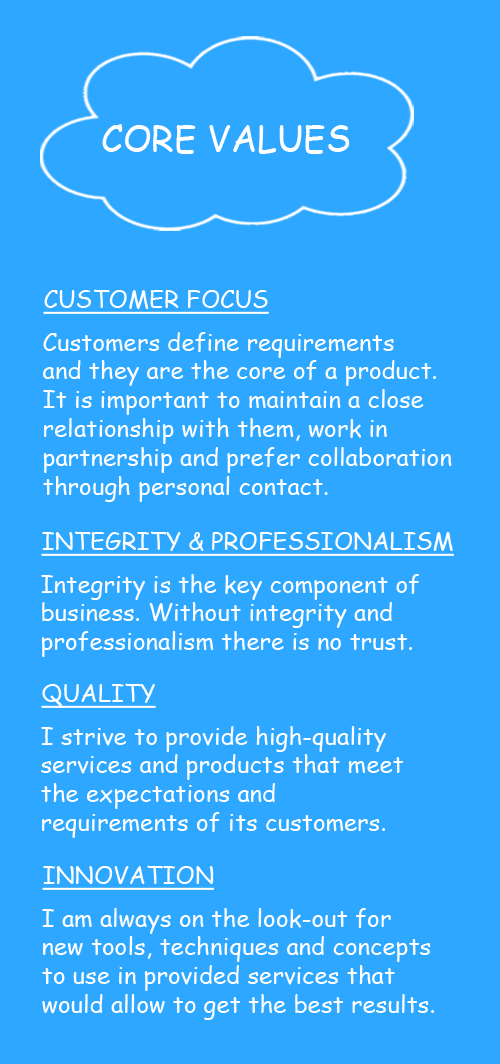 CORE VALUES
CUSTOMER FOCUS
Customers define requirements
and they are the core of a product.
It is important to maintain a close
relationship with them, work in
partnership and prefer collaboration
through personal contact.
INTEGRITY & PROFESSIONALISM
Integrity is the key component of
business. Without integrity and
professionalism there is no trust.
QUALITY
I strive to provide high-quality
services and products that meet
the expectations and
requirements of its customers.
INNOVATION
I am always on the look-out for
new tools, techniques and concepts
to use in provided services that
would allow to get the best results.